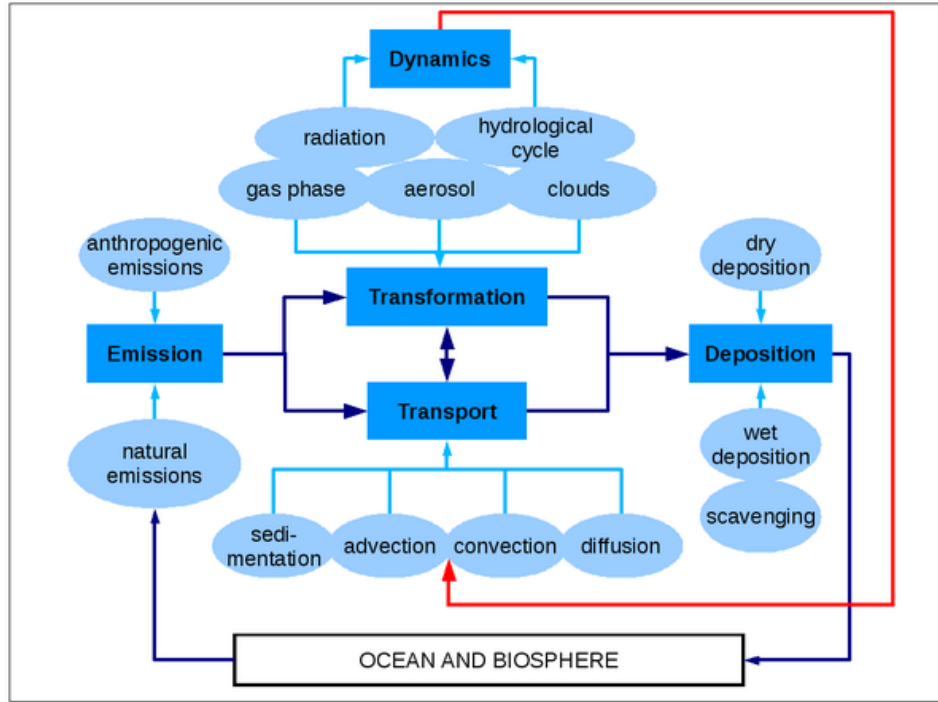 Dynamics
radiation
hydrological
cycle
gas phase
aerosol
clouds
anthropogenic
emissions
dry
deposition
Transformation
Emission
Deposition
Transport
natural
emissions
wet
deposition
scavenging
sedi-
mentation
advection
convection
diffusion
OCEAN AND BIOSPHERE